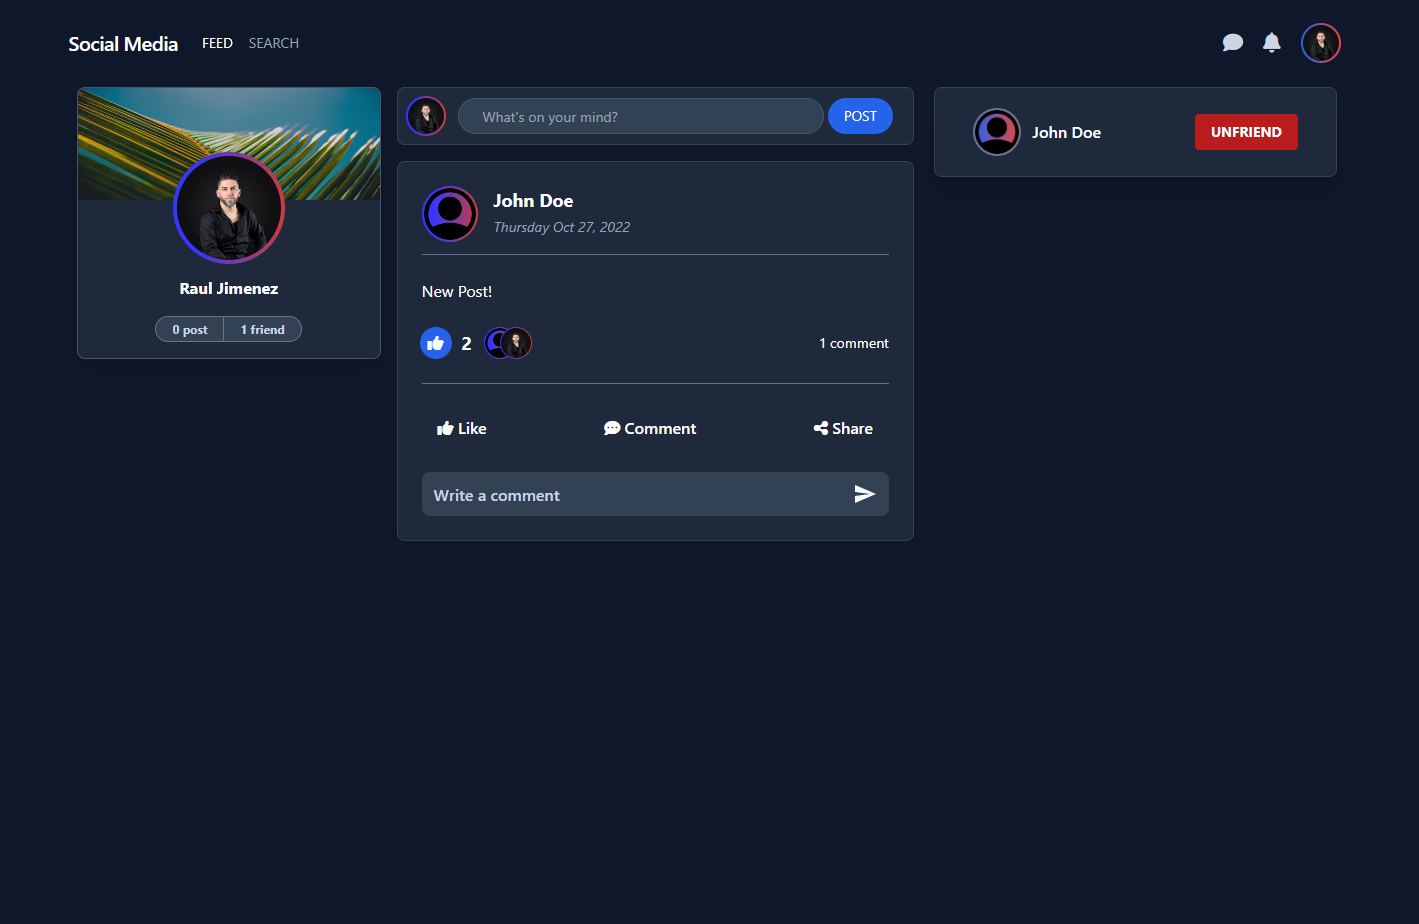 Social Media FEED SEARCH
Raul Jimenez
0 post 1 friend
What's on your mind? POST
John Doe
Thursday Oct 27, 2022
New Post!
2 1 comment
Like Comment Share
Write a comment
John Doe UNFRIEND